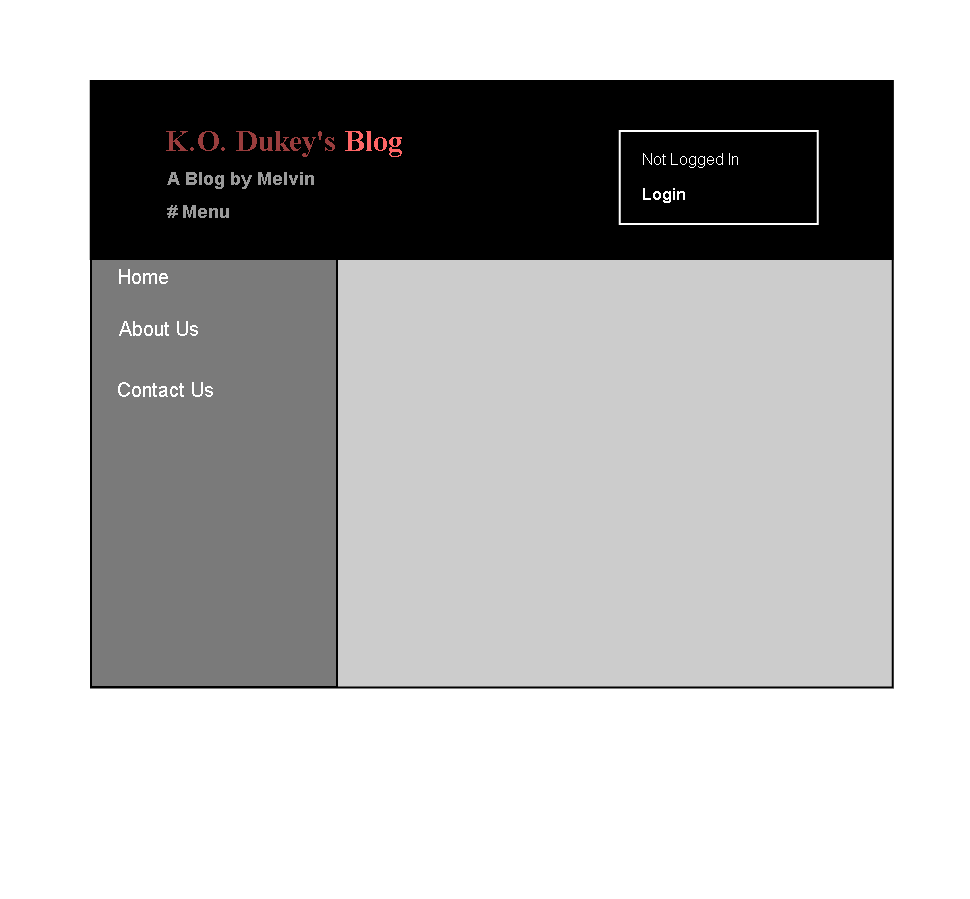 K.O. Dukey's Blog
A Blog by Melvin
# Menu
Not Logged In
Login
Home
About Us
Contact Us